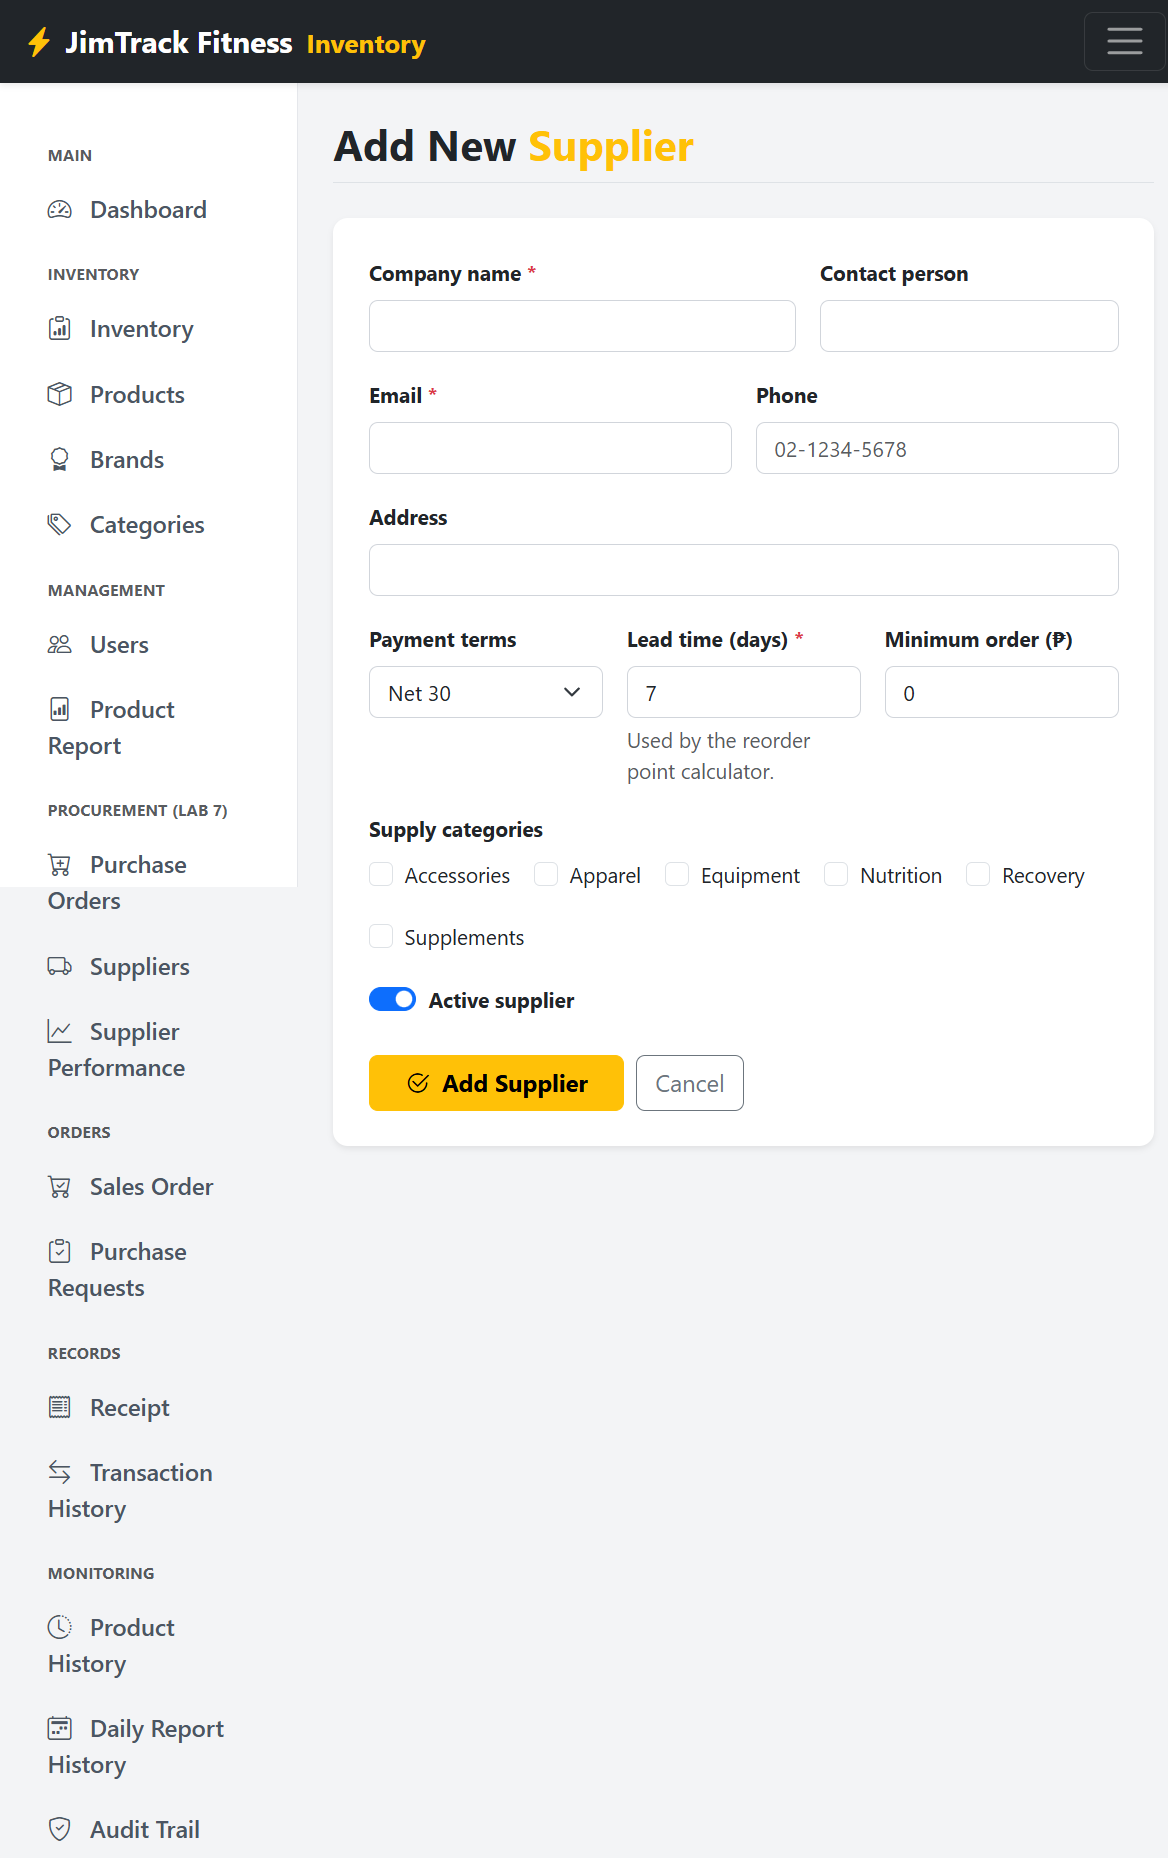 JimTrack Fitness Inventory
MAIN
Dashboard
INVENTORY
Inventory
Products
Brands
Categories
MANAGEMENT
Users
Product
Report
PROCUREMENT (LAB 7)
Purchase
Orders
Suppliers
Supplier
Performance
ORDERS
Sales Order
Purchase
Requests
RECORDS
Receipt
Transaction
History
MONITORING
Product
History
Daily Report
History
Audit Trail
Add New Supplier
Company name *
Contact person
Email *
Phone
02-1234-5678
Address
Payment terms
Net 30
Lead time (days) *
7
Used by the reorder
point calculator.
Minimum order (₱)
0
Supply categories
Accessories Apparel Equipment Nutrition Recovery
Supplements
Active supplier
Add Supplier Cancel